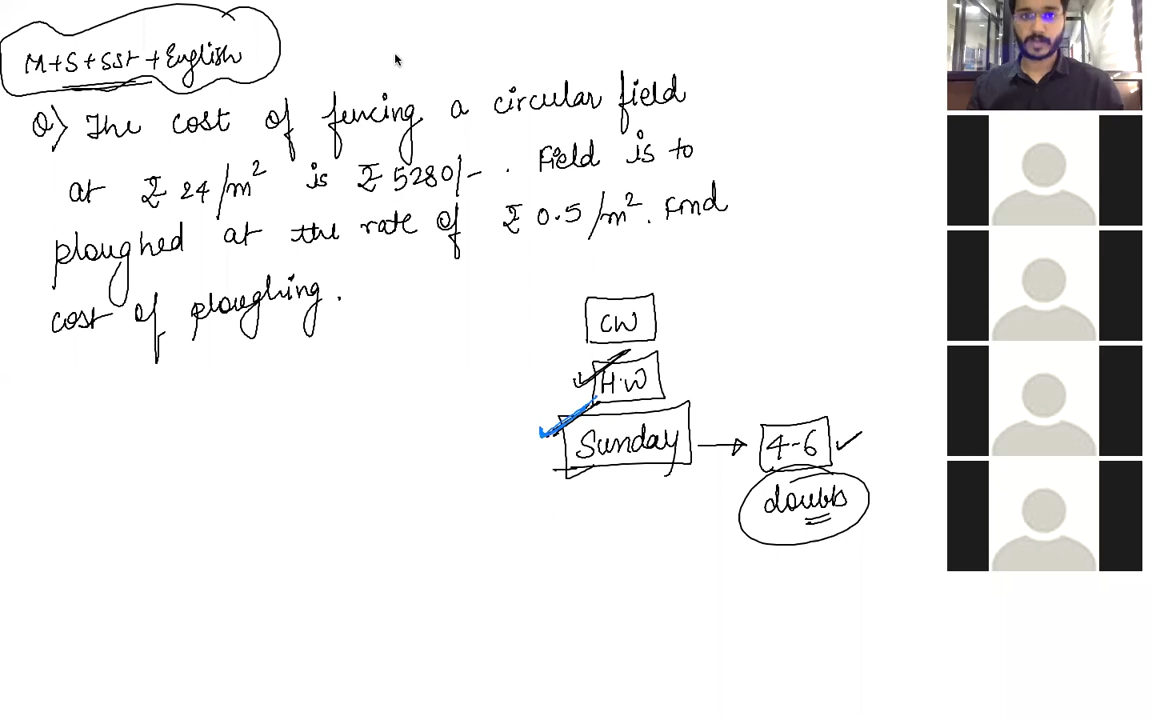 M+S+SST+English
Q) The cost of fencing a circular field
at ₹ 24/m² is ₹ 5280/-. Field is to
ploughed at the rate of ₹ 0.5/m². Find
cost of ploughing.
CW
H.W
Sunday → 4-6 ✓
doubts